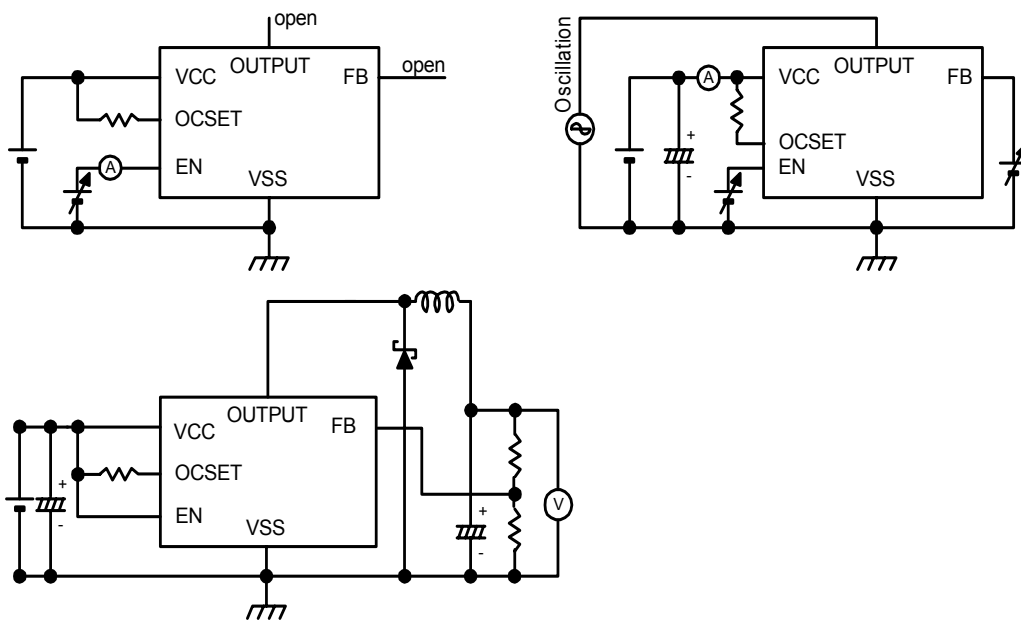 open
OUTPUT
VCC
FB
open
OCSET
A
EN
VSS
Oscillation
A
OUTPUT
VCC
FB
+
-
OCSET
EN
VSS
OUTPUT
VCC
FB
OCSET
+
-
EN
VSS
+
-
V